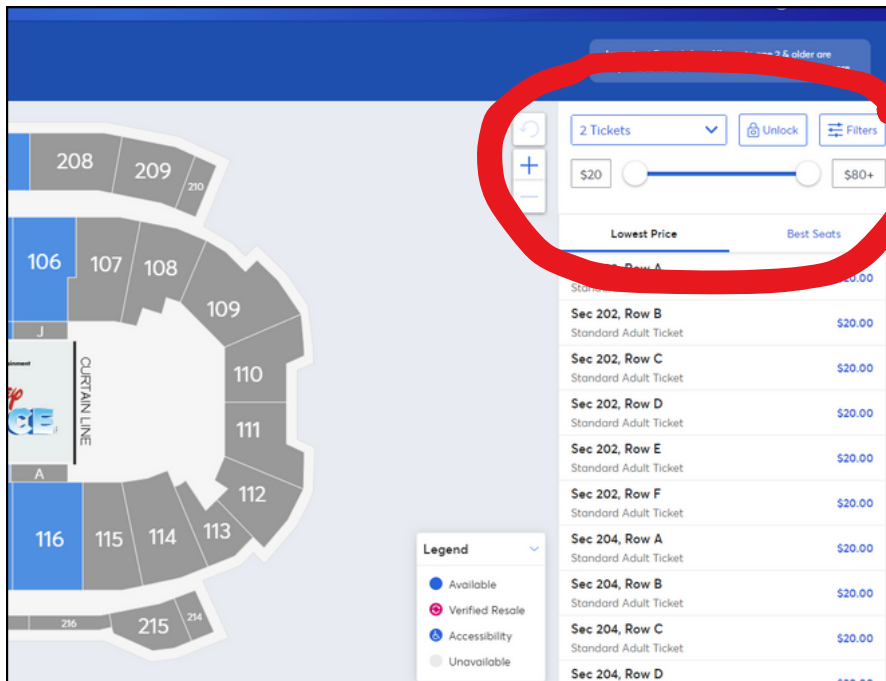 2 & older are
2 Tickets
Unlock
Filters
$20
$80+
Lowest Price
Best Seats
Row A
$20.00
Sec 202, Row B
Standard Adult Ticket
$20.00
Sec 202, Row C
Standard Adult Ticket
$20.00
Sec 202, Row D
Standard Adult Ticket
$20.00
Sec 202, Row E
Standard Adult Ticket
$20.00
Sec 202, Row F
Standard Adult Ticket
$20.00
Sec 204, Row A
Standard Adult Ticket
$20.00
Sec 204, Row B
Standard Adult Ticket
$20.00
Sec 204, Row C
Standard Adult Ticket
$20.00
Sec 204, Row D
208
209
210
106
107
108
109
110
111
112
113
114
115
116
J
CURTAIN LINE
A
216
215
214
Legend
Available
Verified Resale
Accessibility
Unavailable